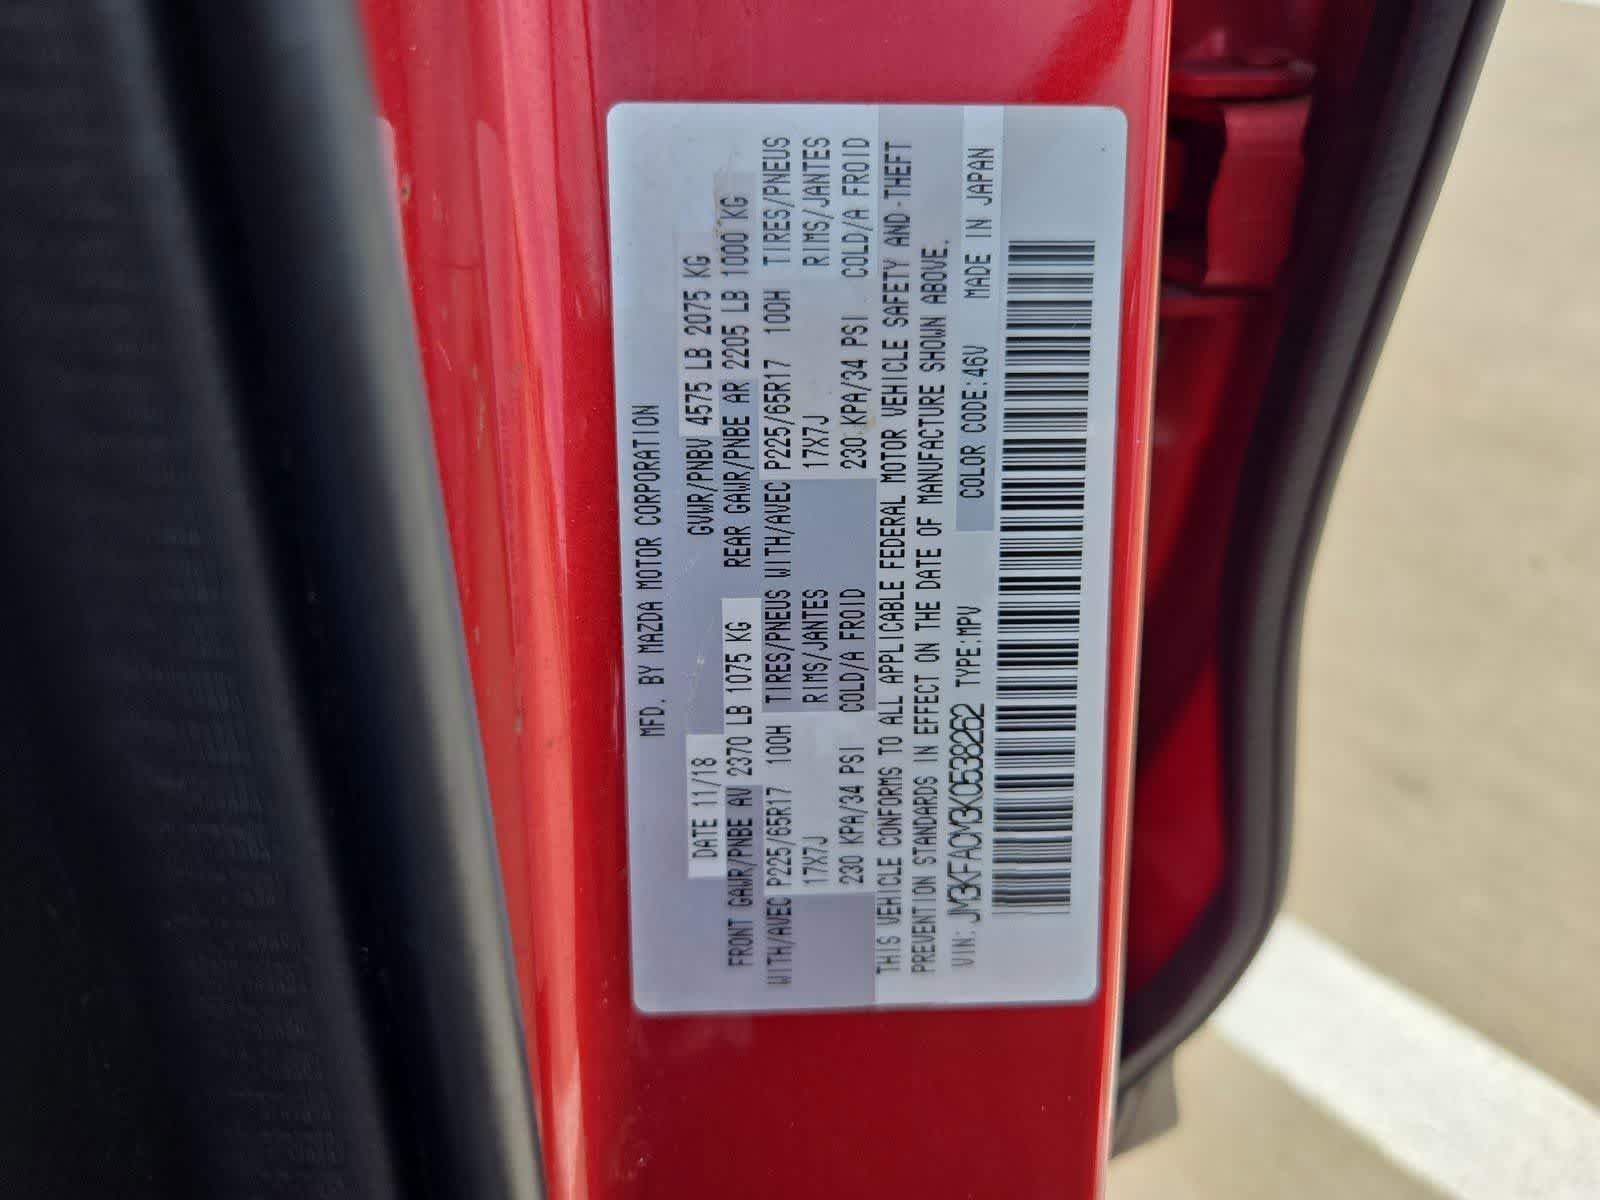 MFD. BY MAZDA MOTOR CORPORATION
DATE 11/18 GVWR/PNBV 4575 LB 2075 KG
FRONT GAWR/PNBE AV 2370 LB 1075 KG REAR GAWR/PNBE AR 2205 LB 1000 KG
WITH/AVEC P225/65R17 100H TIRES/PNEUS WITH/AVEC P225/65R17 100H TIRES/PNEUS
17X7J RIMS/JANTES 17X7J RIMS/JANTES
230 KPA/34 PSI COLD/A FROID 230 KPA/34 PSI COLD/A FROID
THIS VEHICLE CONFORMS TO ALL APPLICABLE FEDERAL MOTOR VEHICLE SAFETY AND THEFT
PREVENTION STANDARDS IN EFFECT ON THE DATE OF MANUFACTURE SHOWN ABOVE.
VIN: JM3KFACM3K0538262 TYPE:MPV COLOR CODE:46V MADE IN JAPAN